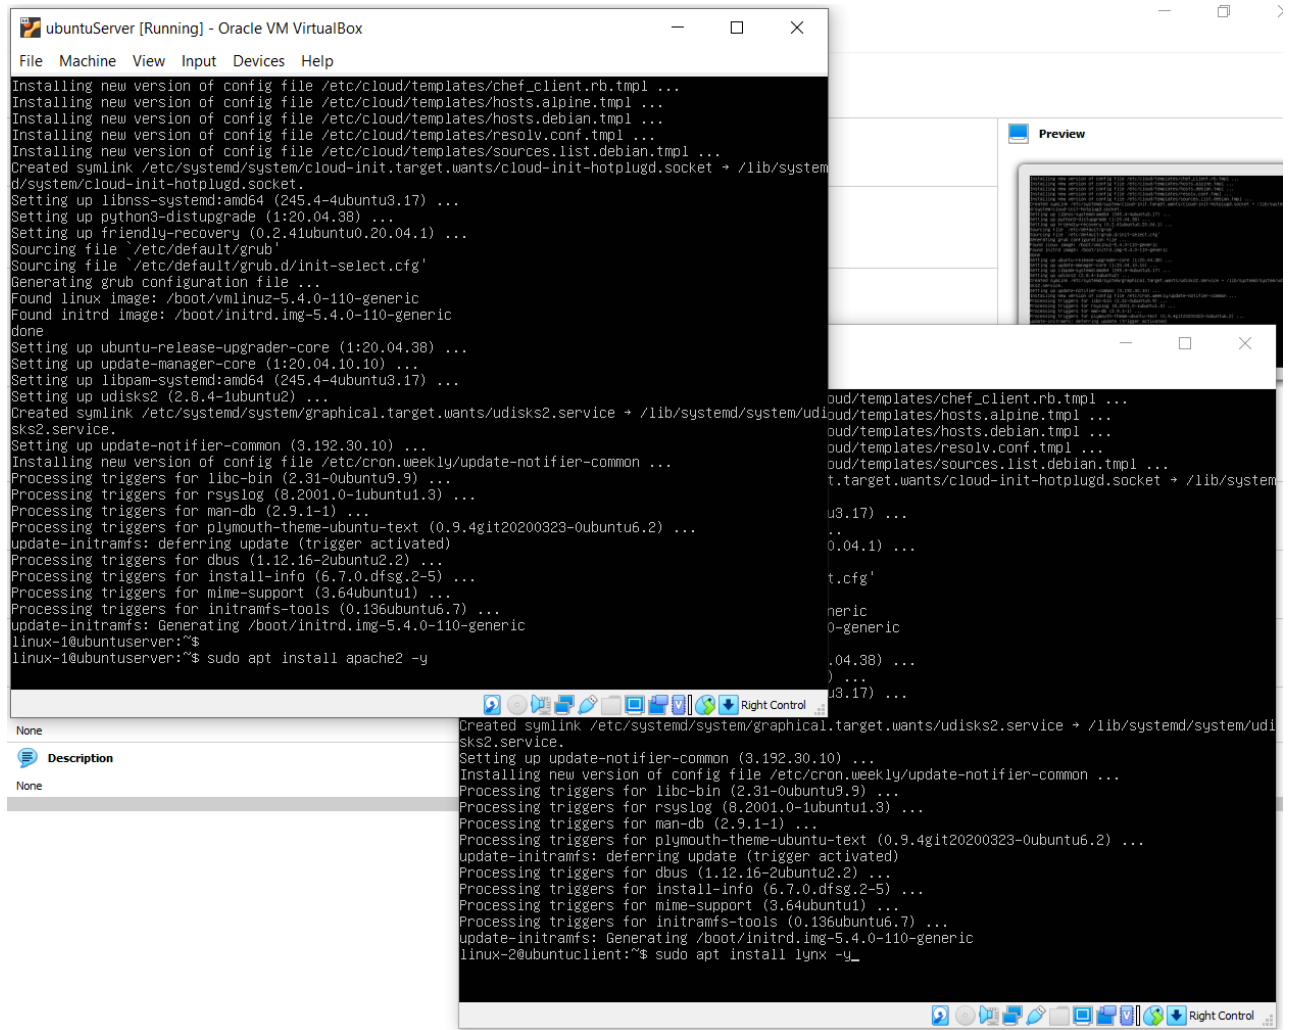 ubuntuServer [Running] - Oracle VM VirtualBox
File Machine View Input Devices Help
Installing new version of config file /etc/cloud/templates/chef_client.rb.tmpl ...
Installing new version of config file /etc/cloud/templates/hosts.alpine.tmpl ...
Installing new version of config file /etc/cloud/templates/hosts.debian.tmpl ...
Installing new version of config file /etc/cloud/templates/resolv.conf.tmpl ...
Installing new version of config file /etc/cloud/templates/sources.list.debian.tmpl ...
Created symlink /etc/systemd/system/cloud-init.target.wants/cloud-init-hotplugd.socket → /lib/system
d/system/cloud-init-hotplugd.socket.
Setting up libnss-systemd:amd64 (245.4-4ubuntu3.17) ...
Setting up python3-distupgrade (1:20.04.38) ...
Setting up friendly-recovery (0.2.41ubuntu0.20.04.1) ...
Sourcing file `/etc/default/grub'
Sourcing file `/etc/default/grub.d/init-select.cfg'
Generating grub configuration file ...
Found linux image: /boot/vmlinuz-5.4.0-110-generic
Found initrd image: /boot/initrd.img-5.4.0-110-generic
done
Setting up ubuntu-release-upgrader-core (1:20.04.38) ...
Setting up update-manager-core (1:20.04.10.10) ...
Setting up libpam-systemd:amd64 (245.4-4ubuntu3.17) ...
Setting up udisks2 (2.8.4-1ubuntu2) ...
Created symlink /etc/systemd/system/graphical.target.wants/udisks2.service → /lib/systemd/system/udi
sks2.service.
Setting up update-notifier-common (3.192.30.10) ...
Installing new version of config file /etc/cron.weekly/update-notifier-common ...
Processing triggers for libc-bin (2.31-0ubuntu9.9) ...
Processing triggers for rsyslog (8.2001.0-1ubuntu1.3) ...
Processing triggers for man-db (2.9.1-1) ...
Processing triggers for plymouth-theme-ubuntu-text (0.9.4git20200323-0ubuntu6.2) ...
update-initramfs: deferring update (trigger activated)
Processing triggers for dbus (1.12.16-2ubuntu2.2) ...
Processing triggers for install-info (6.7.0.dfsg.2-5) ...
Processing triggers for mime-support (3.64ubuntu1) ...
Processing triggers for initramfs-tools (0.136ubuntu6.7) ...
update-initramfs: Generating /boot/initrd.img-5.4.0-110-generic
linux-1@ubuntuserver:~$
linux-1@ubuntuserver:~$ sudo apt install apache2 -y
Right Control
Preview
None
Description
None
oud/templates/chef_client.rb.tmpl ...
oud/templates/hosts.alpine.tmpl ...
oud/templates/hosts.debian.tmpl ...
oud/templates/resolv.conf.tmpl ...
oud/templates/sources.list.debian.tmpl ...
t.target.wants/cloud-init-hotplugd.socket → /lib/system
u3.17) ...
..
0.04.1) ...
t.cfg'
neric
0-generic
.04.38) ...
) ...
u3.17) ...
Created symlink /etc/systemd/system/graphical.target.wants/udisks2.service → /lib/systemd/system/udi
sks2.service.
Setting up update-notifier-common (3.192.30.10) ...
Installing new version of config file /etc/cron.weekly/update-notifier-common ...
Processing triggers for libc-bin (2.31-0ubuntu9.9) ...
Processing triggers for rsyslog (8.2001.0-1ubuntu1.3) ...
Processing triggers for man-db (2.9.1-1) ...
Processing triggers for plymouth-theme-ubuntu-text (0.9.4git20200323-0ubuntu6.2) ...
update-initramfs: deferring update (trigger activated)
Processing triggers for dbus (1.12.16-2ubuntu2.2) ...
Processing triggers for install-info (6.7.0.dfsg.2-5) ...
Processing triggers for mime-support (3.64ubuntu1) ...
Processing triggers for initramfs-tools (0.136ubuntu6.7) ...
update-initramfs: Generating /boot/initrd.img-5.4.0-110-generic
linux-2@ubuntuclient:~$ sudo apt install lynx -y_
Right Control